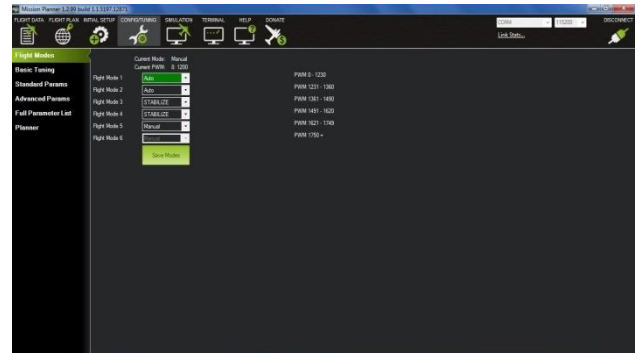 Mission Planner 1.2.99 build 1.1.5197.12875
FLIGHT DATA FLIGHT PLAN INITIAL SETUP CONFIG/TUNING SIMULATION TERMINAL HELP DONATE
COM4 115200 DISCONNECT
Link Stats...
Flight Modes
Basic Tuning
Standard Params
Advanced Params
Full Parameter List
Planner
Current Mode: Manual
Current PWM: 8: 1200
Flight Mode 1 Auto PWM 0 - 1230
Flight Mode 2 Auto PWM 1231 - 1360
Flight Mode 3 STABILIZE PWM 1361 - 1490
Flight Mode 4 STABILIZE PWM 1491 - 1620
Flight Mode 5 Manual PWM 1621 - 1749
Flight Mode 6 Manual PWM 1750 +
Save Modes